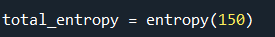 total_entropy = entropy(150)